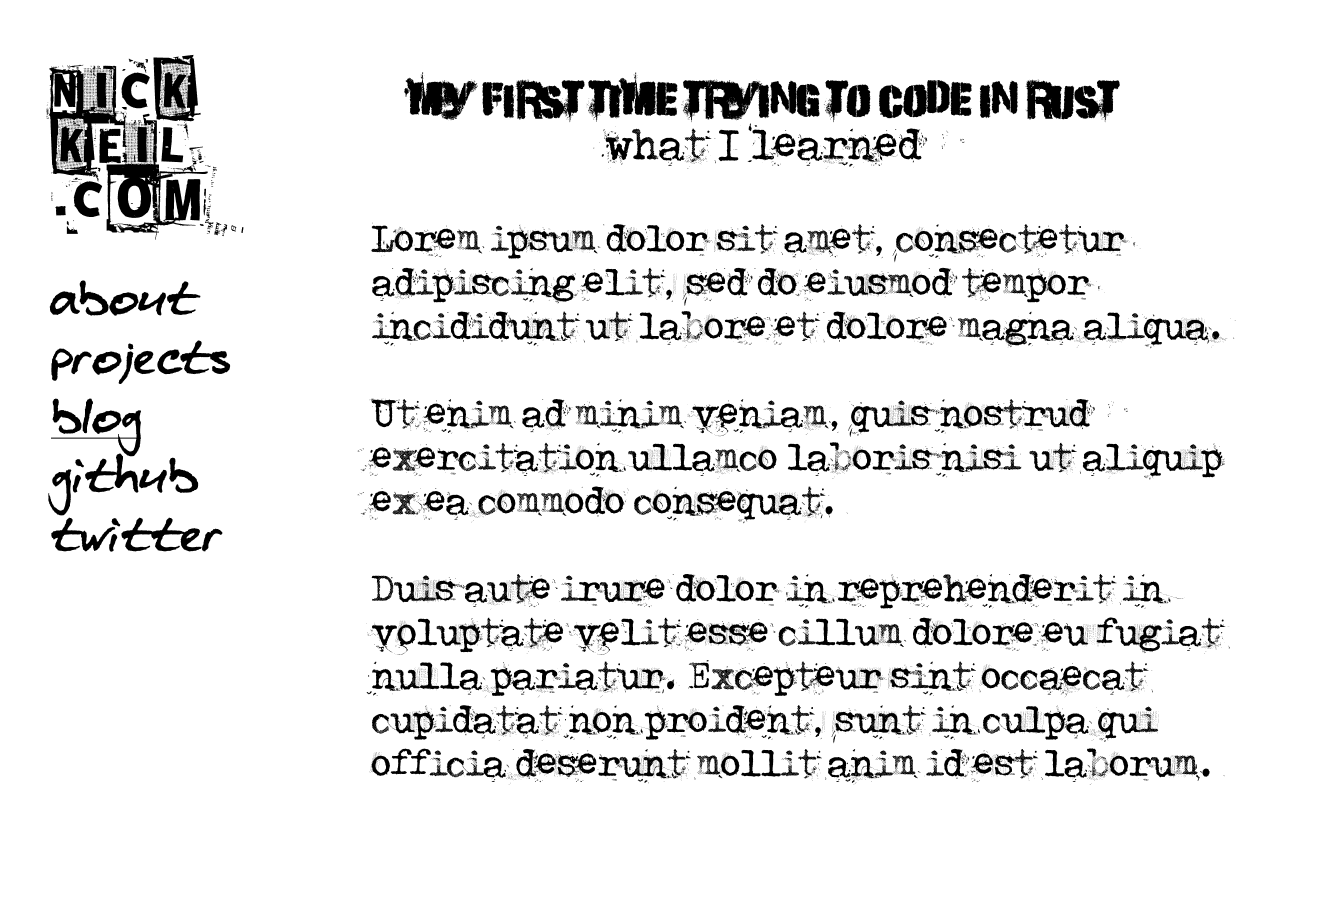 NICK
KEIL
.COM
about
projects
blog
github
twitter
MY FIRST TIME TRYING TO CODE IN RUST
what I learned
Lorem ipsum dolor sit amet, consectetur
adipiscing elit, sed do eiusmod tempor
incididunt ut labore et dolore magna aliqua.
Ut enim ad minim veniam, quis nostrud
exercitation ullamco laboris nisi ut aliquip
ex ea commodo consequat.
Duis aute irure dolor in reprehenderit in
voluptate velit esse cillum dolore eu fugiat
nulla pariatur. Excepteur sint occaecat
cupidatat non proident, sunt in culpa qui
officia deserunt mollit anim id est laborum.